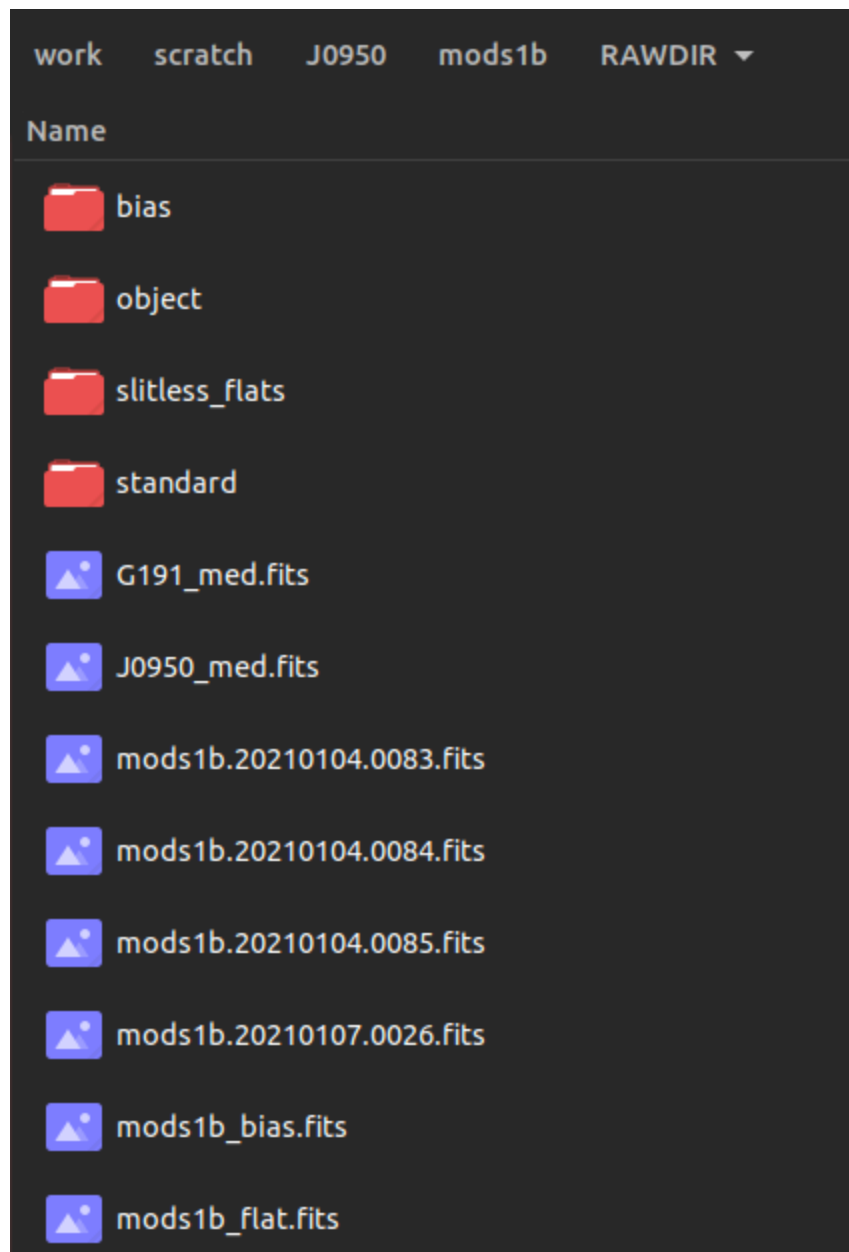 work scratch J0950 mods1b RAWDIR
Name
bias
object
slitless_flats
standard
G191_med.fits
J0950_med.fits
mods1b.20210104.0083.fits
mods1b.20210104.0084.fits
mods1b.20210104.0085.fits
mods1b.20210107.0026.fits
mods1b_bias.fits
mods1b_flat.fits